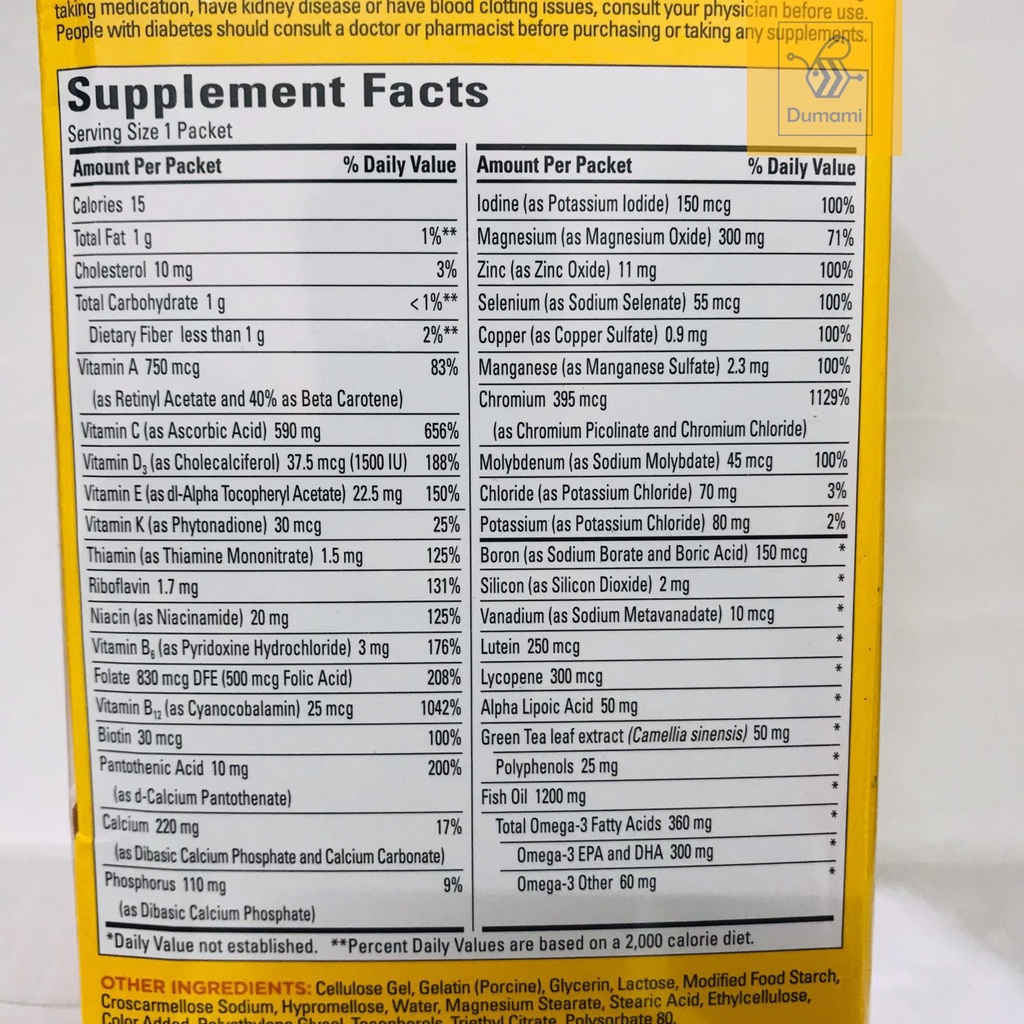 taking medication, have kidney disease or have blood clotting issues, consult your physician before use.
People with diabetes should consult a doctor or pharmacist before purchasing or taking any supplements.
Dumami
Supplement Facts
Serving Size 1 Packet
Amount Per Packet % Daily Value
Calories 15
Total Fat 1 g 1%**
Cholesterol 10 mg 3%
Total Carbohydrate 1 g <1%**
Dietary Fiber less than 1 g 2%**
Vitamin A 750 mcg 83%
(as Retinyl Acetate and 40% as Beta Carotene)
Vitamin C (as Ascorbic Acid) 590 mg 656%
Vitamin D₃ (as Cholecalciferol) 37.5 mcg (1500 IU) 188%
Vitamin E (as dl-Alpha Tocopheryl Acetate) 22.5 mg 150%
Vitamin K (as Phytonadione) 30 mcg 25%
Thiamin (as Thiamine Mononitrate) 1.5 mg 125%
Riboflavin 1.7 mg 131%
Niacin (as Niacinamide) 20 mg 125%
Vitamin B₆ (as Pyridoxine Hydrochloride) 3 mg 176%
Folate 830 mcg DFE (500 mcg Folic Acid) 208%
Vitamin B₁₂ (as Cyanocobalamin) 25 mcg 1042%
Biotin 30 mcg 100%
Pantothenic Acid 10 mg 200%
(as d-Calcium Pantothenate)
Calcium 220 mg 17%
(as Dibasic Calcium Phosphate and Calcium Carbonate)
Phosphorus 110 mg 9%
(as Dibasic Calcium Phosphate)
Amount Per Packet % Daily Value
Iodine (as Potassium Iodide) 150 mcg 100%
Magnesium (as Magnesium Oxide) 300 mg 71%
Zinc (as Zinc Oxide) 11 mg 100%
Selenium (as Sodium Selenate) 55 mcg 100%
Copper (as Copper Sulfate) 0.9 mg 100%
Manganese (as Manganese Sulfate) 2.3 mg 100%
Chromium 395 mcg 1129%
(as Chromium Picolinate and Chromium Chloride)
Molybdenum (as Sodium Molybdate) 45 mcg 100%
Chloride (as Potassium Chloride) 70 mg 3%
Potassium (as Potassium Chloride) 80 mg 2%
Boron (as Sodium Borate and Boric Acid) 150 mcg *
Silicon (as Silicon Dioxide) 2 mg *
Vanadium (as Sodium Metavanadate) 10 mcg *
Lutein 250 mcg *
Lycopene 300 mcg *
Alpha Lipoic Acid 50 mg *
Green Tea leaf extract (Camellia sinensis) 50 mg *
Polyphenols 25 mg *
Fish Oil 1200 mg *
Total Omega-3 Fatty Acids 360 mg *
Omega-3 EPA and DHA 300 mg *
Omega-3 Other 60 mg *
*Daily Value not established. **Percent Daily Values are based on a 2,000 calorie diet.
OTHER INGREDIENTS: Cellulose Gel, Gelatin (Porcine), Glycerin, Lactose, Modified Food Starch,
Croscarmellose Sodium, Hypromellose, Water, Magnesium Stearate, Stearic Acid, Ethylcellulose,
Color Added, Polyethylene Glycol, Tocopherols, Triethyl Citrate, Polysorbate 80.